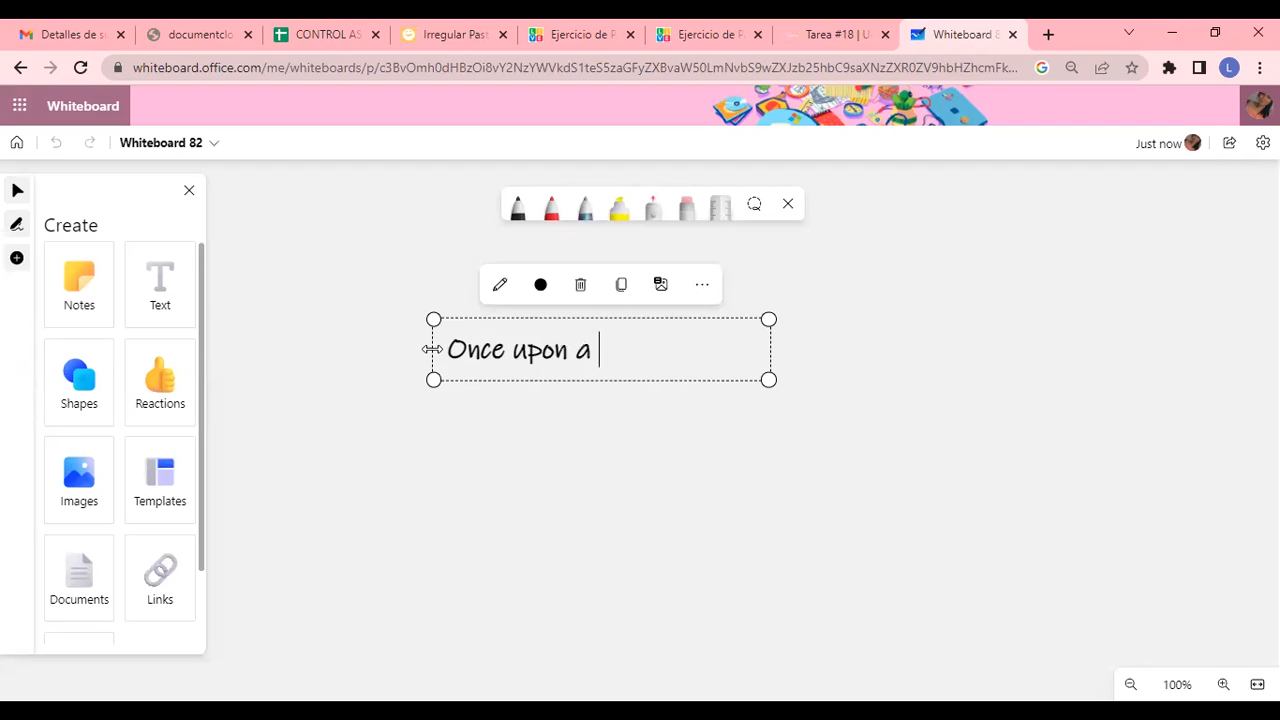 Detalles de su
documentclo
CONTROL AS
Irregular Past
Ejercicio de P
Ejercicio de P
Tarea #18 | U
Whiteboard 8
whiteboard.office.com/me/whiteboards/p/
L
Whiteboard
Whiteboard 82
Just now
Create
Notes
Text
Once upon a
Shapes
Reactions
Images
Templates
Documents
Links
100%